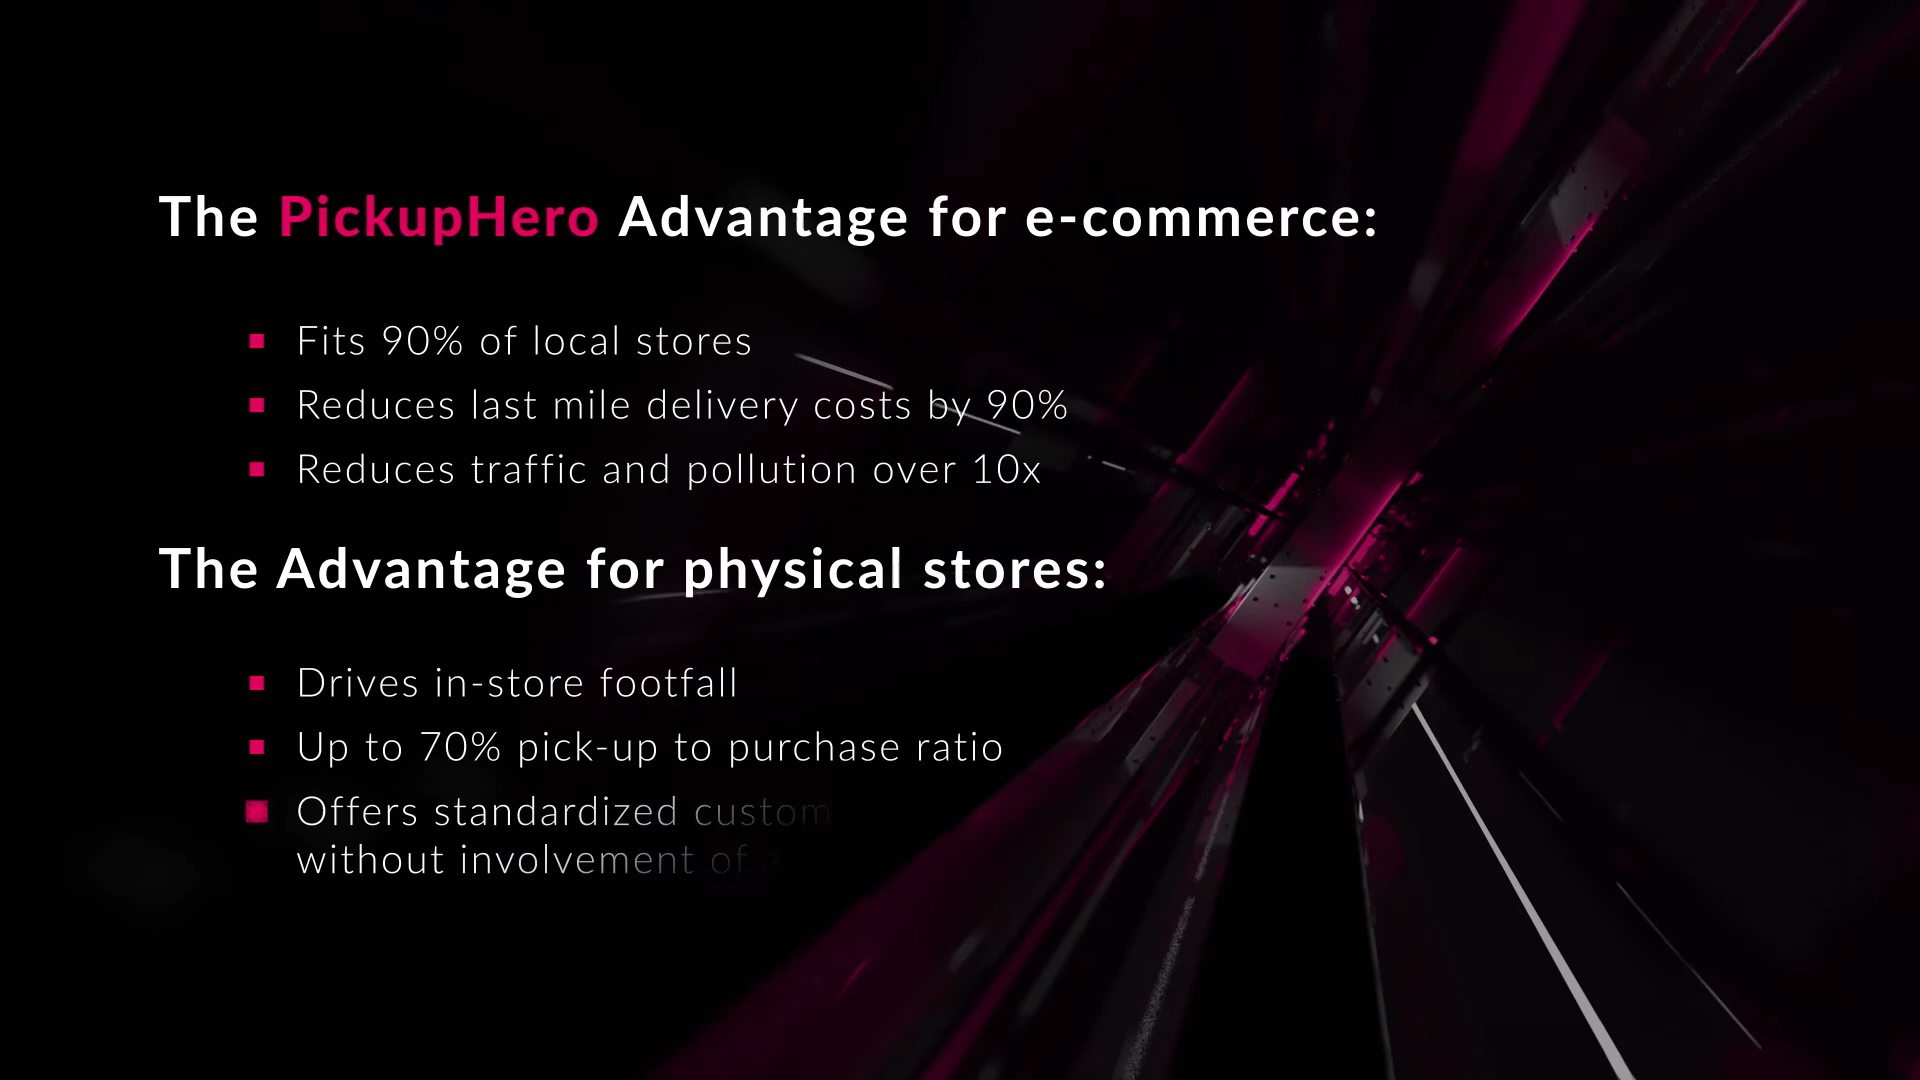 The PickupHero Advantage for e-commerce:
Fits 90% of local stores
Reduces last mile delivery costs by 90%
Reduces traffic and pollution over 10x
The Advantage for physical stores:
Drives in-store footfall
Up to 70% pick-up to purchase ratio
Offers standardized custom
without involvement of